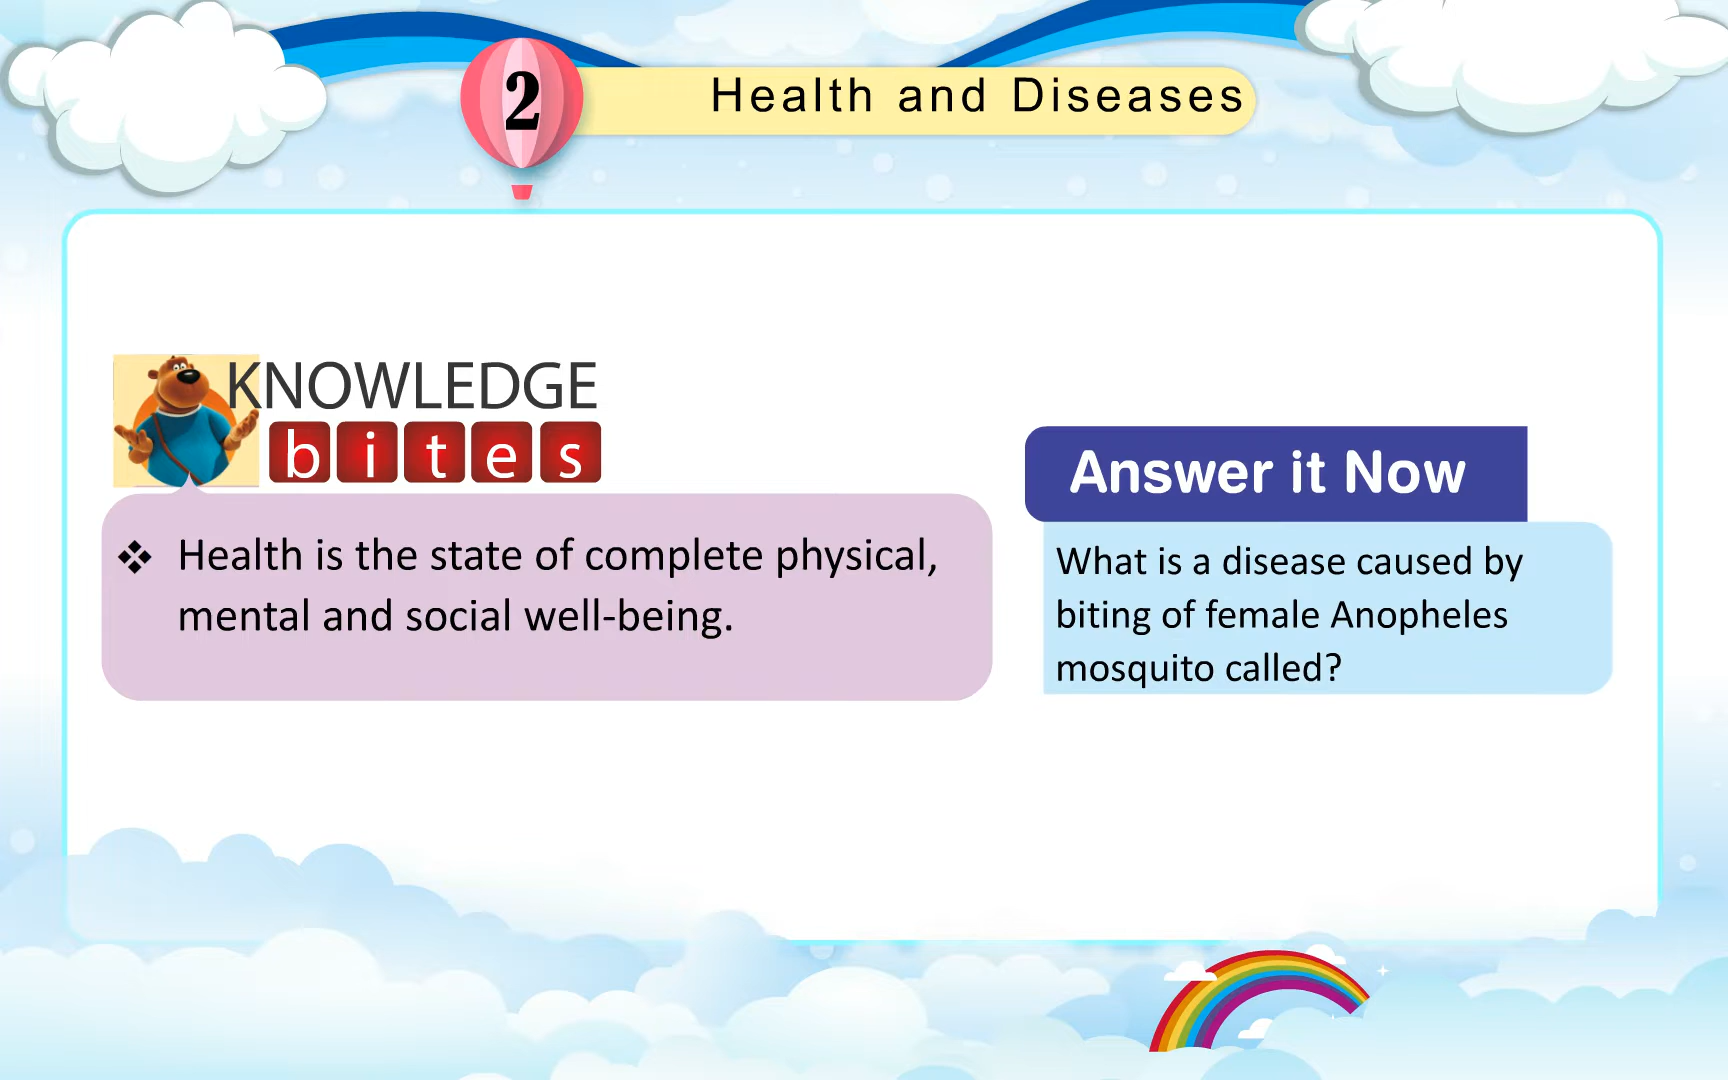 2
Health and Diseases
KNOWLEDGE
bites
❖ Health is the state of complete physical,
mental and social well-being.
Answer it Now
What is a disease caused by
biting of female Anopheles
mosquito called?